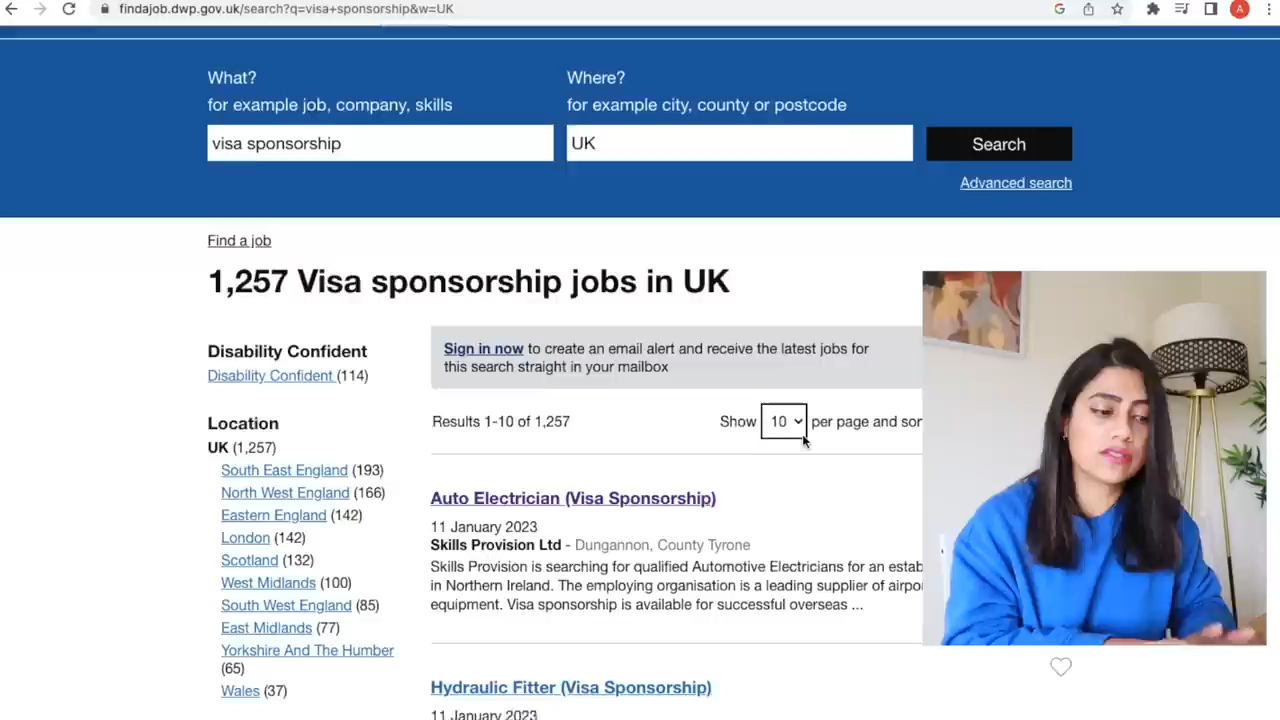 findajob.dwp.gov.uk/search?q=visa+sponsorship&w=UK
A
What?
Where?
for example job, company, skills
for example city, county or postcode
visa sponsorship
UK
Search
Advanced search
Find a job
1,257 Visa sponsorship jobs in UK
Disability Confident
Disability Confident (114)
Location
UK (1,257)
South East England (193)
North West England (166)
Eastern England (142)
London (142)
Scotland (132)
West Midlands (100)
South West England (85)
East Midlands (77)
Yorkshire And The Humber
(65)
Wales (37)
Sign in now to create an email alert and receive the latest jobs for
this search straight in your mailbox
Results 1-10 of 1,257
Show 10 per page and sor
Auto Electrician (Visa Sponsorship)
11 January 2023
Skills Provision Ltd - Dungannon, County Tyrone
Skills Provision is searching for qualified Automotive Electricians for an estab
in Northern Ireland. The employing organisation is a leading supplier of airpo
equipment. Visa sponsorship is available for successful overseas ...
Hydraulic Fitter (Visa Sponsorship)
11 January 2023